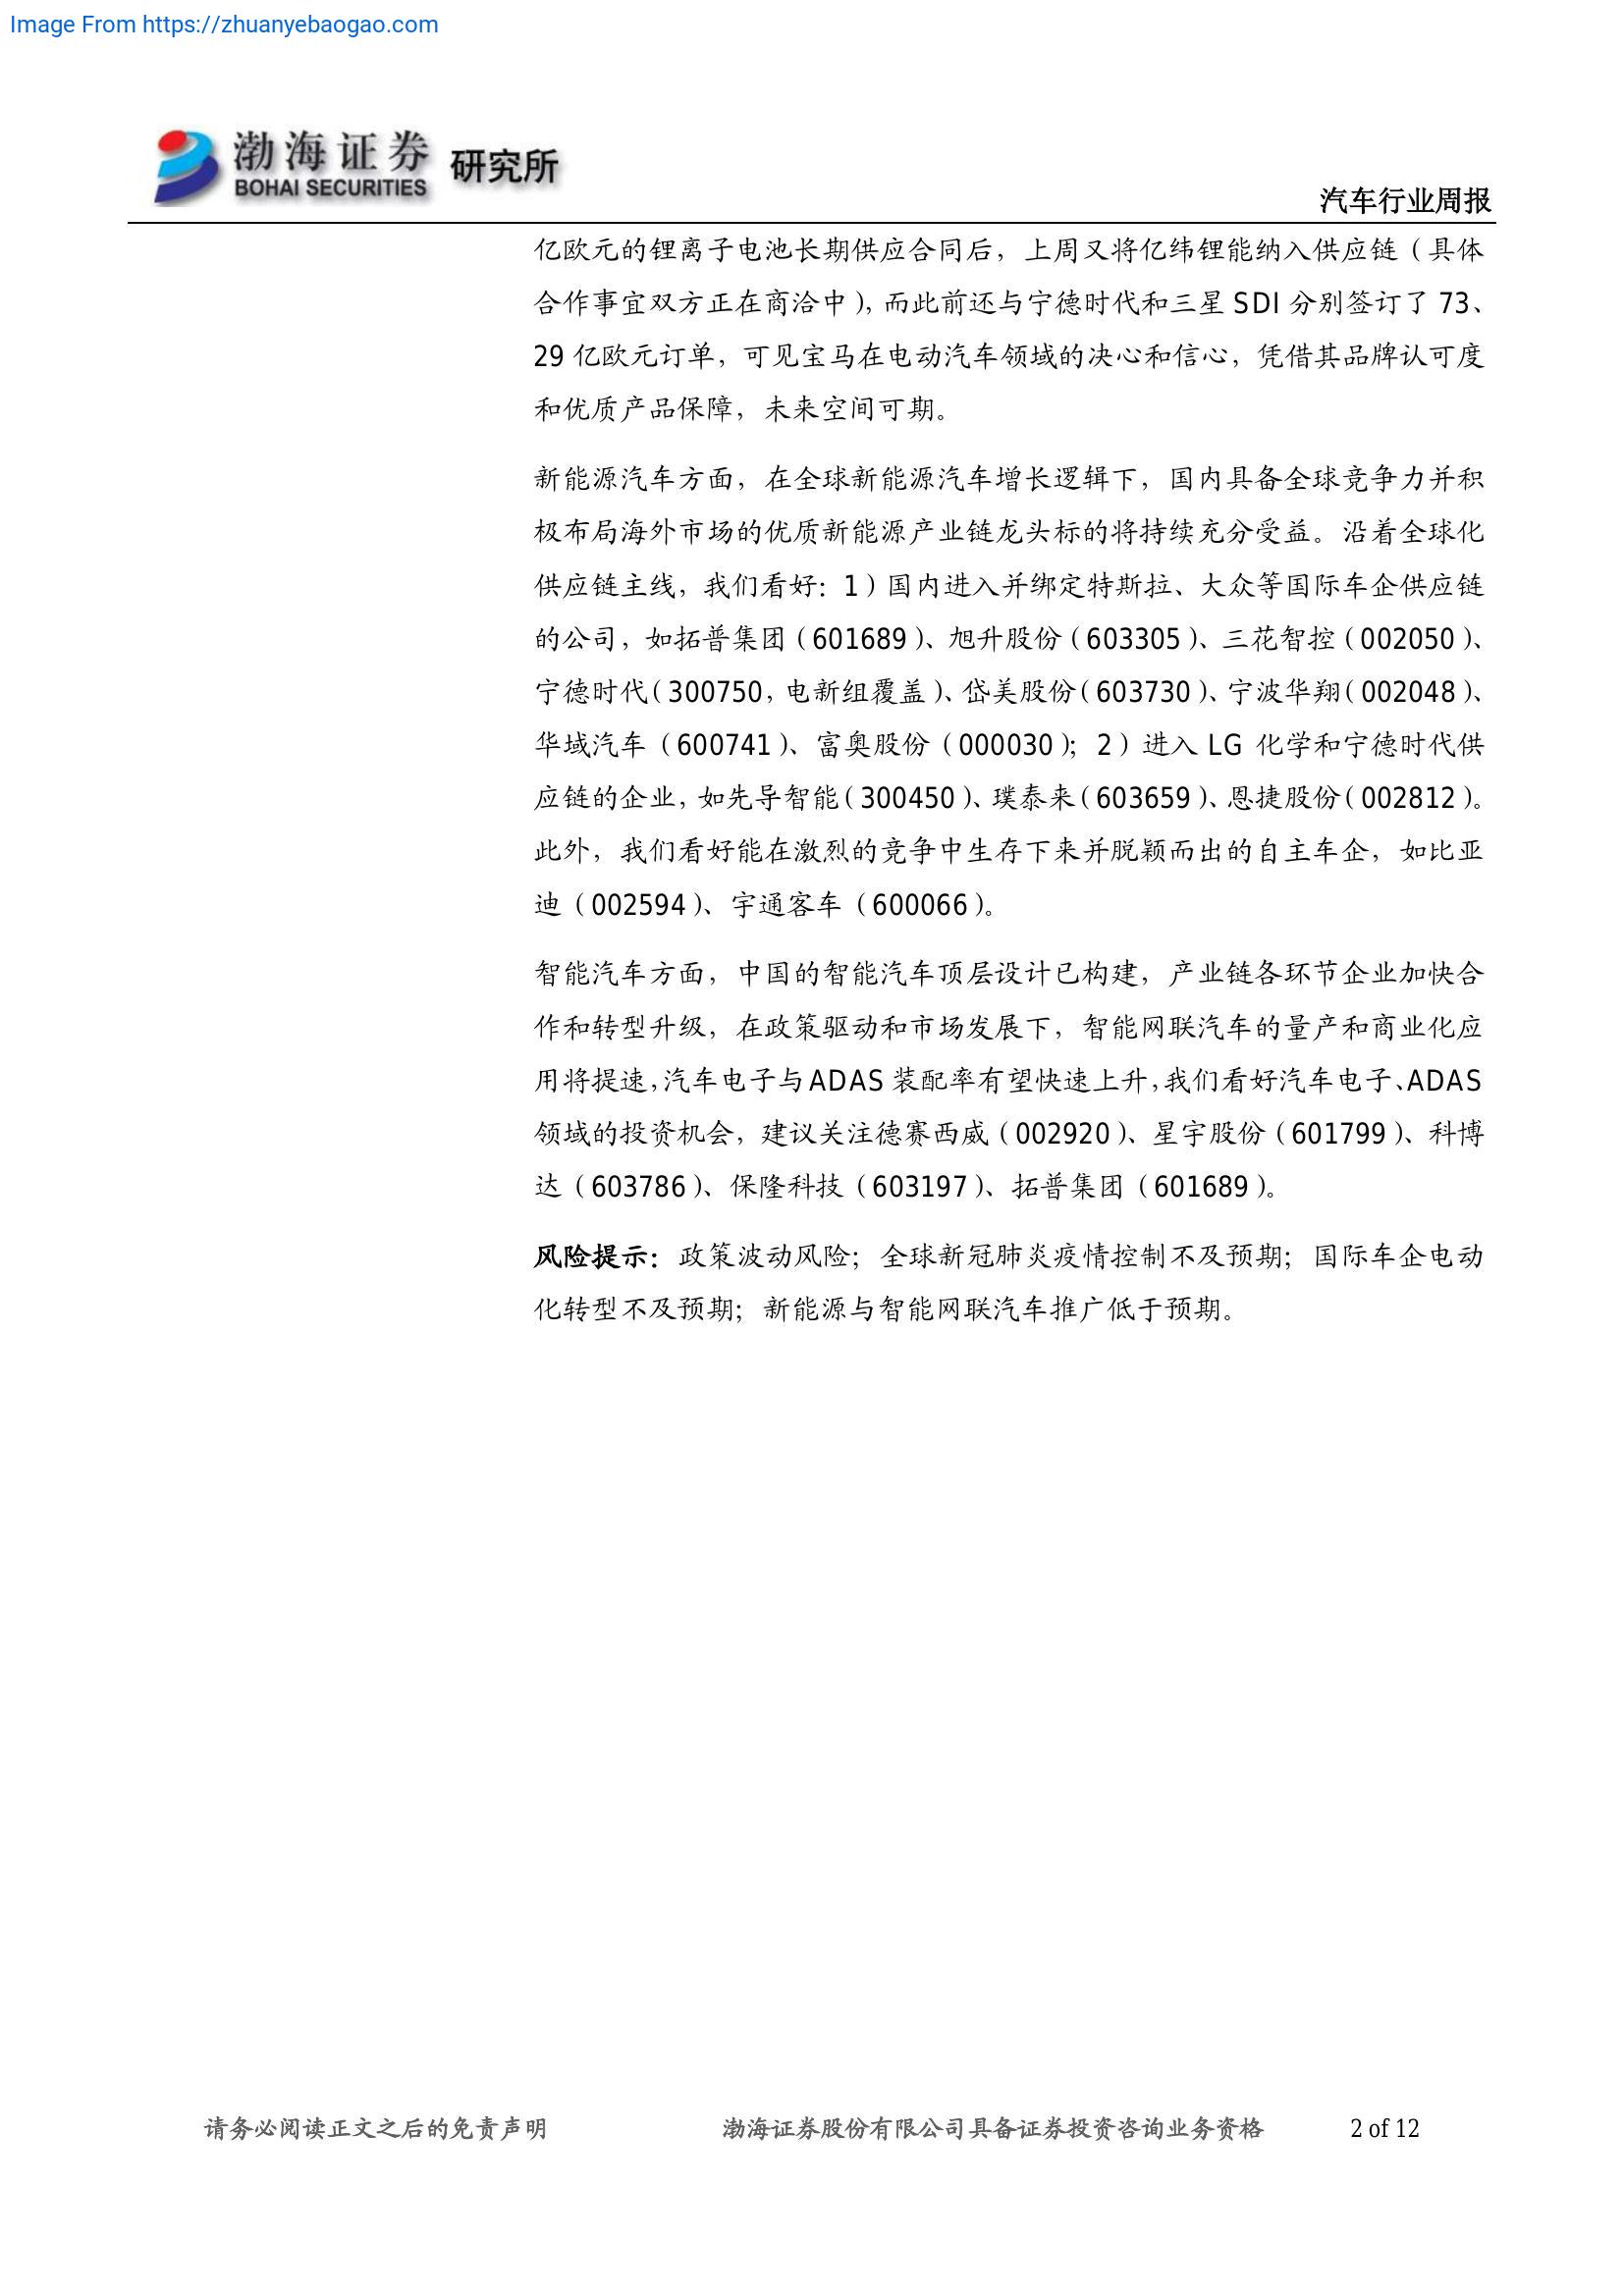 Image From https://zhuanyebaogao.com
渤海证券 研究所
BOHAI SECURITIES
汽车行业周报
亿欧元的锂离子电池长期供应合同后，上周又将亿纬锂能纳入供应链（具体
合作事宜双方正在商洽中），而此前还与宁德时代和三星 SDI 分别签订了 73、
29 亿欧元订单，可见宝马在电动汽车领域的决心和信心，凭借其品牌认可度
和优质产品保障，未来空间可期。
新能源汽车方面，在全球新能源汽车增长逻辑下，国内具备全球竞争力并积
极布局海外市场的优质新能源产业链龙头标的将持续充分受益。沿着全球化
供应链主线，我们看好：1）国内进入并绑定特斯拉、大众等国际车企供应链
的公司，如拓普集团（601689）、旭升股份（603305）、三花智控（002050）、
宁德时代（300750，电新组覆盖）、岱美股份（603730）、宁波华翔（002048）、
华域汽车（600741）、富奥股份（000030）；2）进入 LG 化学和宁德时代供
应链的企业，如先导智能（300450）、璞泰来（603659）、恩捷股份（002812）。
此外，我们看好能在激烈的竞争中生存下来并脱颖而出的自主车企，如比亚
迪（002594）、宇通客车（600066）。
智能汽车方面，中国的智能汽车顶层设计已构建，产业链各环节企业加快合
作和转型升级，在政策驱动和市场发展下，智能网联汽车的量产和商业化应
用将提速，汽车电子与 ADAS 装配率有望快速上升，我们看好汽车电子、ADAS
领域的投资机会，建议关注德赛西威（002920）、星宇股份（601799）、科博
达（603786）、保隆科技（603197）、拓普集团（601689）。
风险提示：政策波动风险；全球新冠肺炎疫情控制不及预期；国际车企电动
化转型不及预期；新能源与智能网联汽车推广低于预期。
请务必阅读正文之后的免责声明 渤海证券股份有限公司具备证券投资咨询业务资格 2 of 12